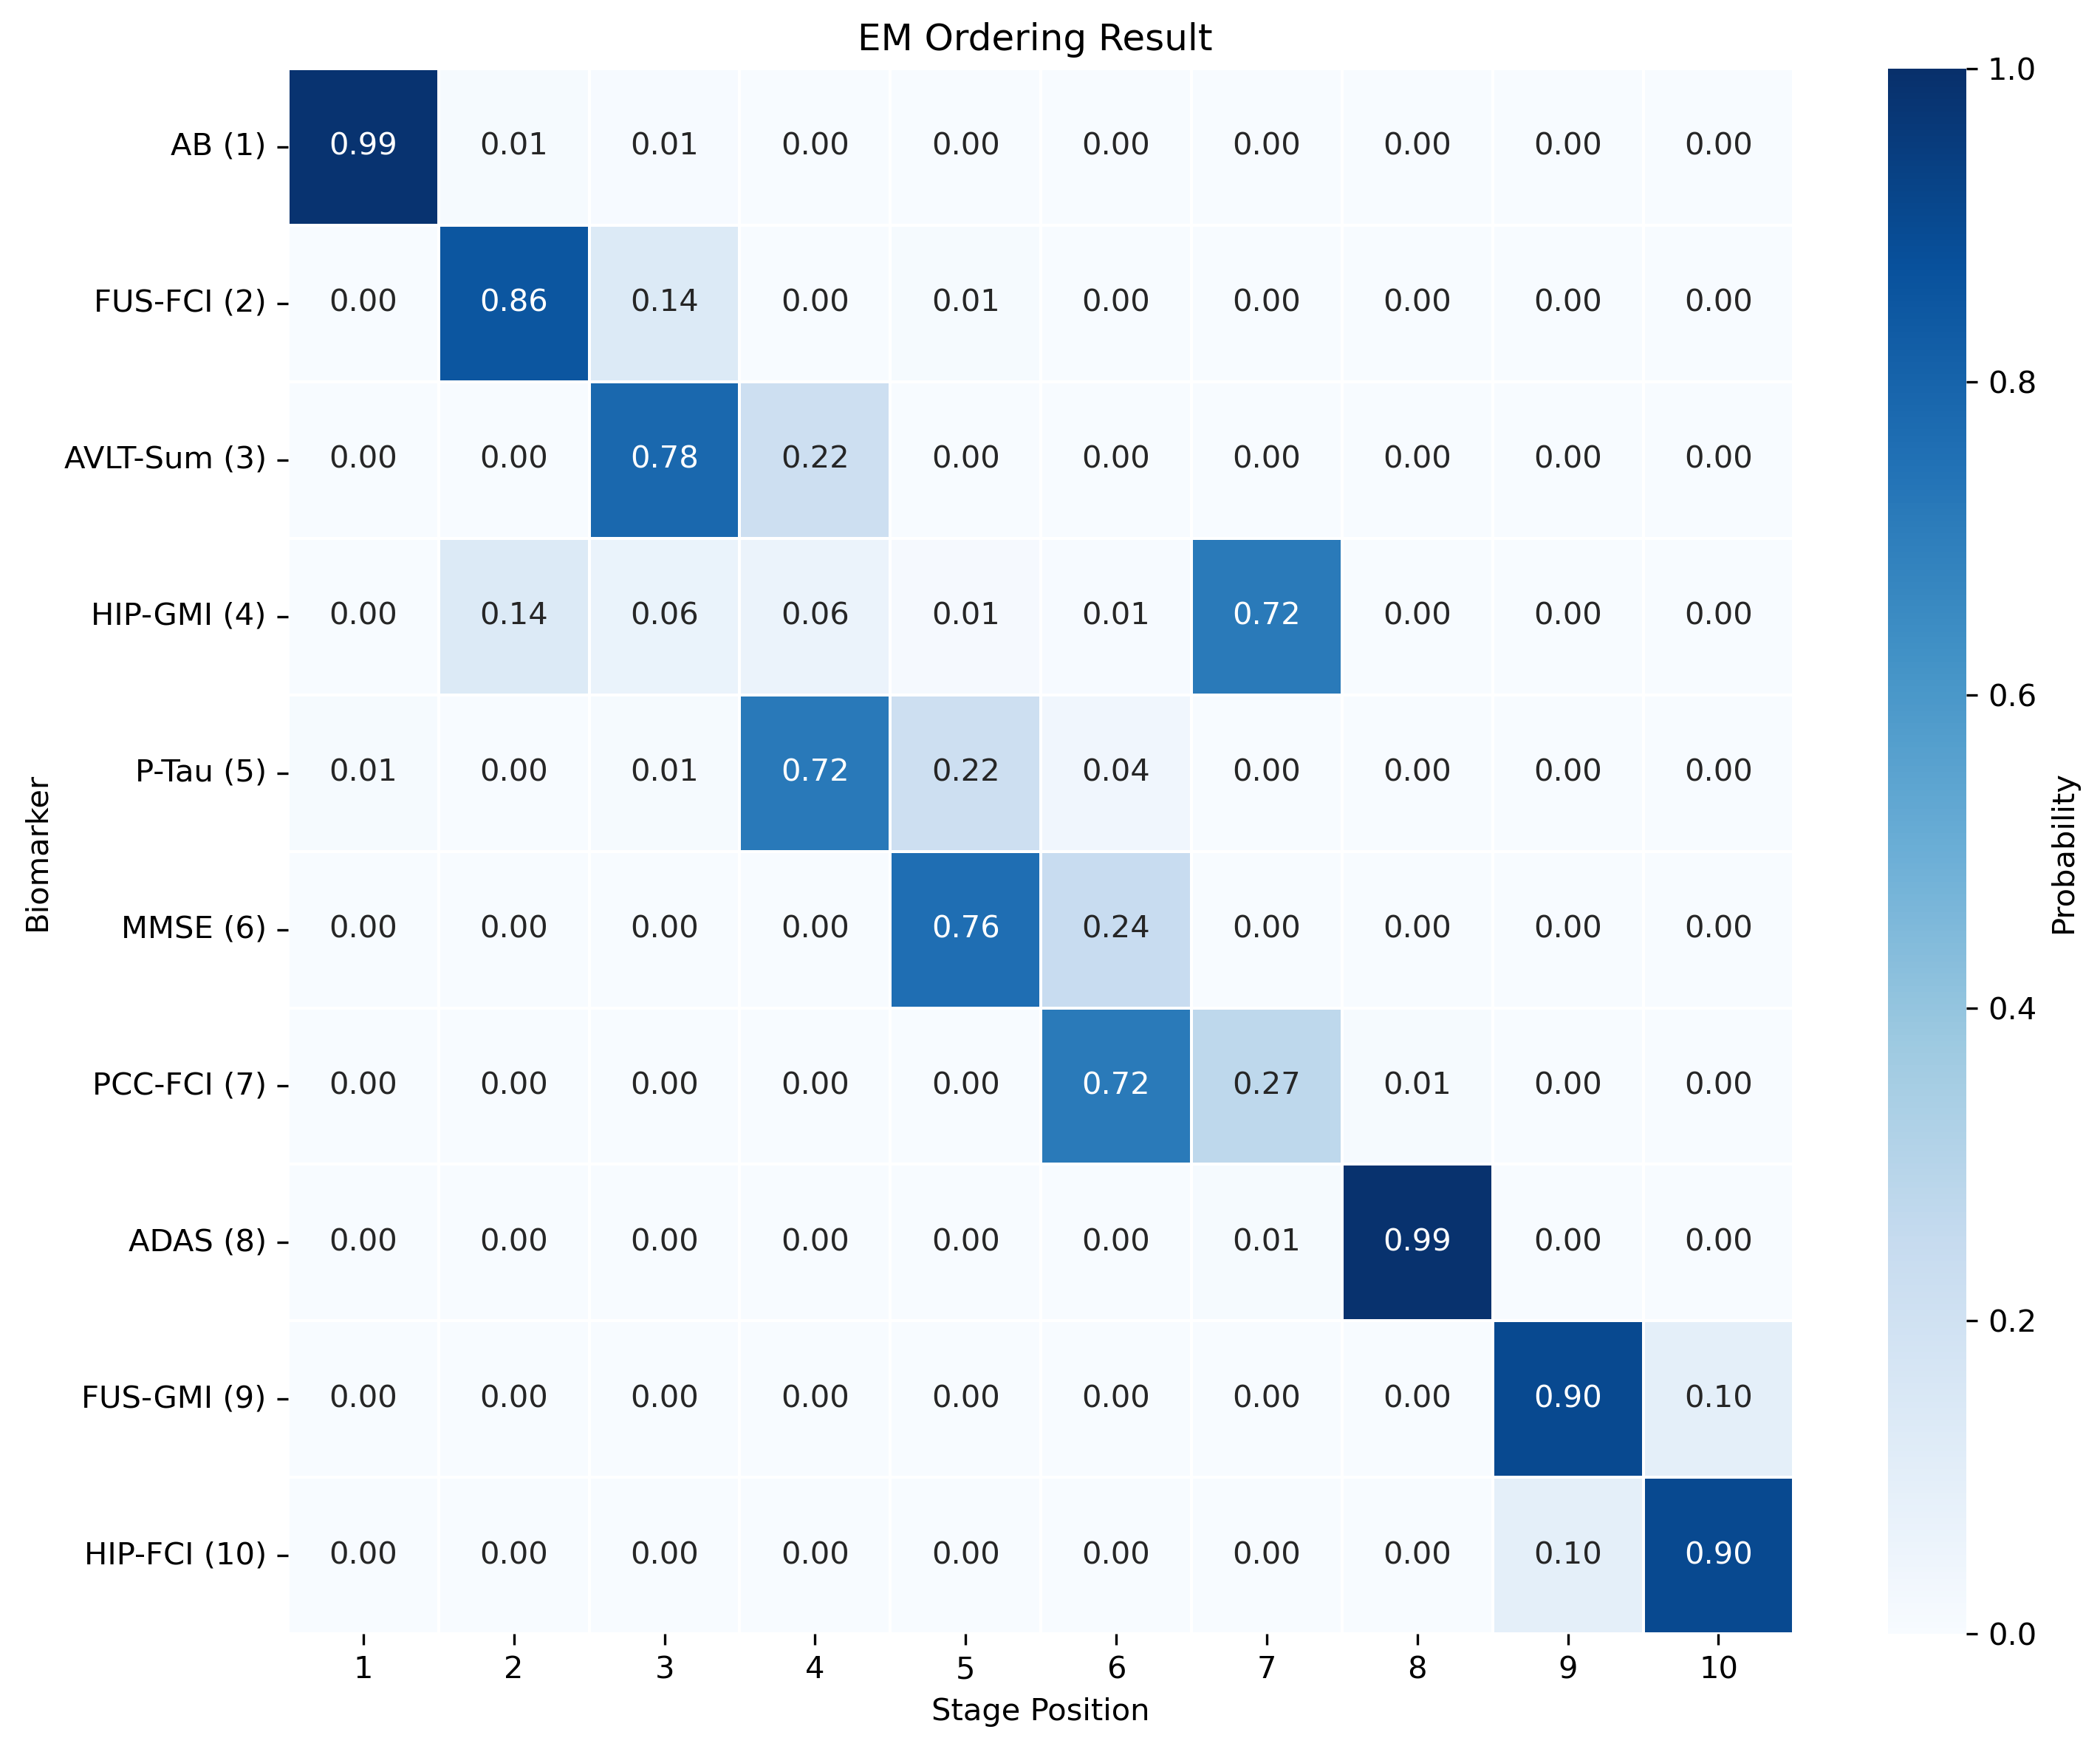 EM Ordering Result
AB (1) 0.99 0.01 0.01 0.00 0.00 0.00 0.00 0.00 0.00 0.00
FUS-FCI (2) 0.00 0.86 0.14 0.00 0.01 0.00 0.00 0.00 0.00 0.00
AVLT-Sum (3) 0.00 0.00 0.78 0.22 0.00 0.00 0.00 0.00 0.00 0.00
HIP-GMI (4) 0.00 0.14 0.06 0.06 0.01 0.01 0.72 0.00 0.00 0.00
P-Tau (5) 0.01 0.00 0.01 0.72 0.22 0.04 0.00 0.00 0.00 0.00
MMSE (6) 0.00 0.00 0.00 0.00 0.76 0.24 0.00 0.00 0.00 0.00
PCC-FCI (7) 0.00 0.00 0.00 0.00 0.00 0.72 0.27 0.01 0.00 0.00
ADAS (8) 0.00 0.00 0.00 0.00 0.00 0.00 0.01 0.99 0.00 0.00
FUS-GMI (9) 0.00 0.00 0.00 0.00 0.00 0.00 0.00 0.00 0.90 0.10
HIP-FCI (10) 0.00 0.00 0.00 0.00 0.00 0.00 0.00 0.00 0.10 0.90
1 2 3 4 5 6 7 8 9 10
Stage Position
Biomarker
1.0
0.8
0.6
0.4
0.2
0.0
Probability